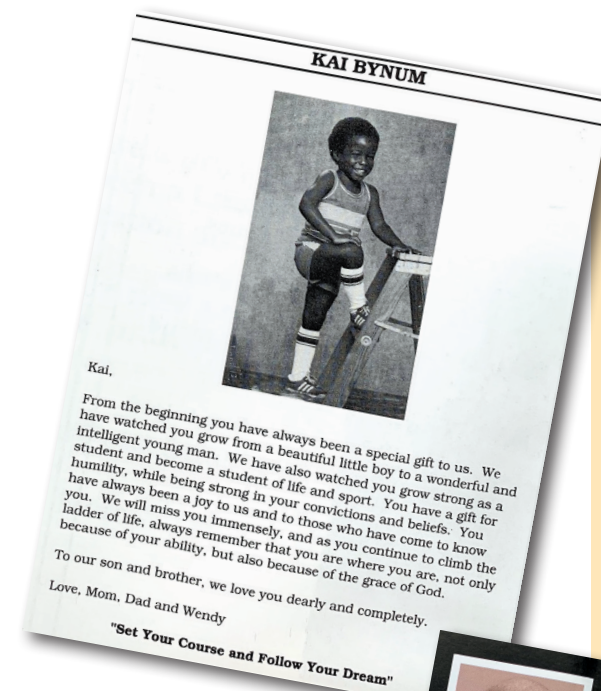 KAI BYNUM
Kai,
From the beginning you have always been a special gift to us. We
have watched you grow from a beautiful little boy to a wonderful and
intelligent young man. We have also watched you grow strong as a
student and become a student of life and sport. You have a gift for
humility, while being strong in your convictions and beliefs. You
have always been a joy to us and to those who have come to know
you. We will miss you immensely, and as you continue to climb the
ladder of life, always remember that you are where you are, not only
because of your ability, but also because of the grace of God.
To our son and brother, we love you dearly and completely.
Love, Mom, Dad and Wendy
"Set Your Course and Follow Your Dream"